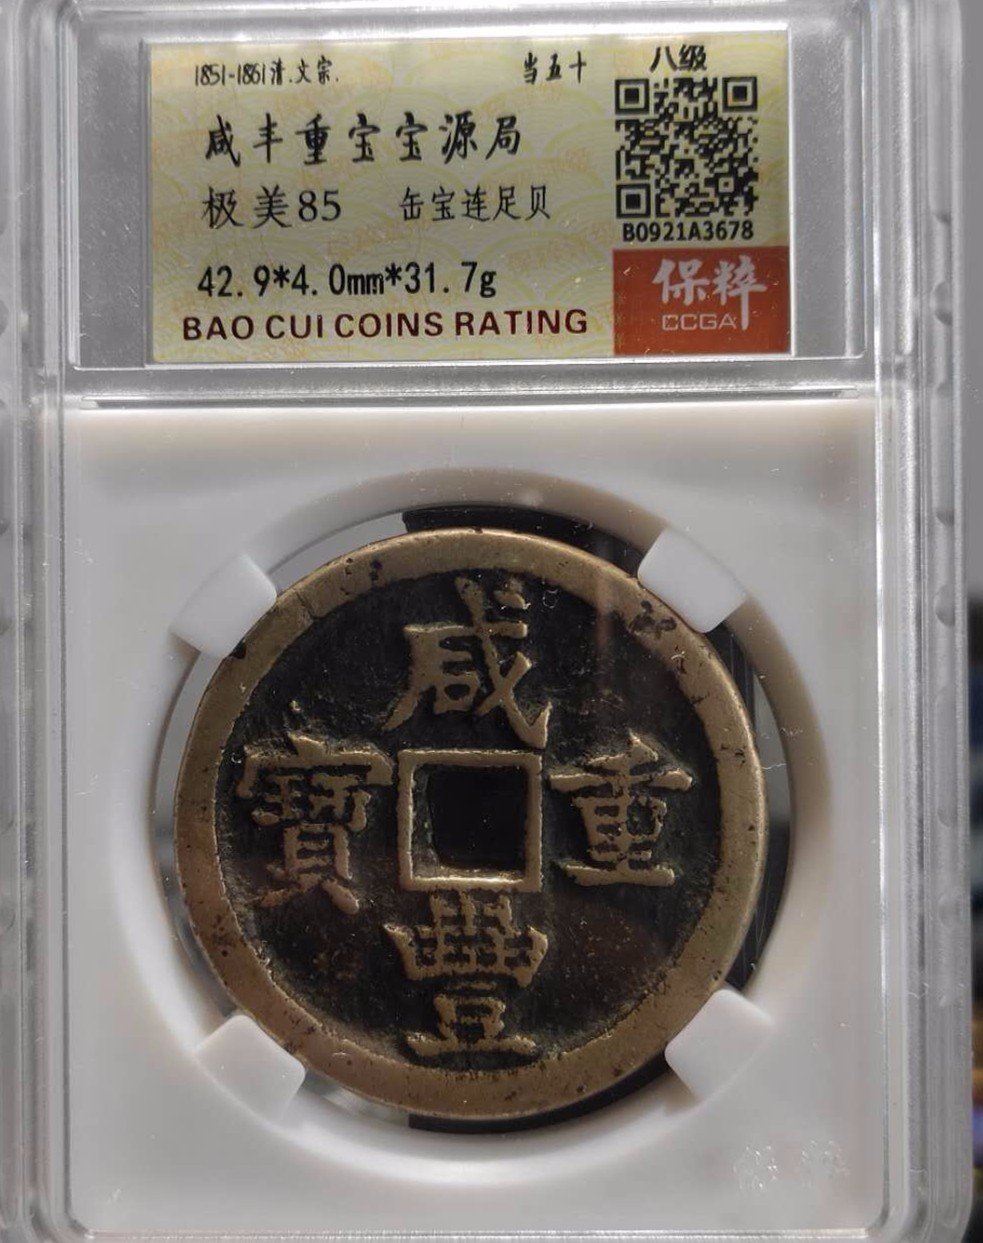 1851-1861清.文宗. 当五十 八级
咸丰重宝宝源局
极美85 缶宝连足贝
B0921A3678
42.9*4.0mm*31.7g
保粹
CCGA
BAO CUI COINS RATING
咸
寶 重
豐